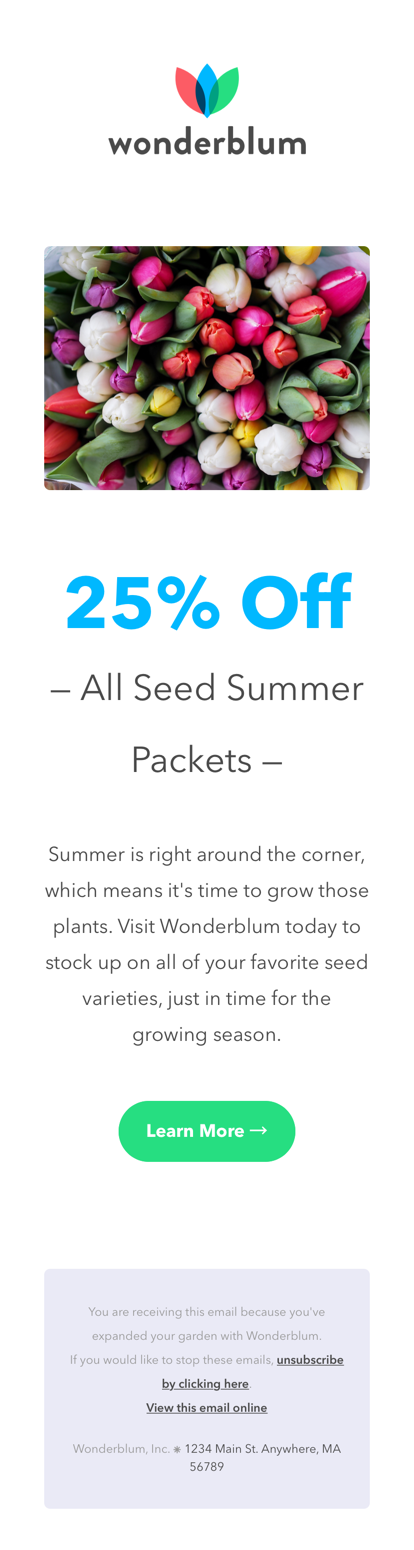 wonderblum
25% Off
– All Seed Summer
Packets –
Summer is right around the corner,
which means it's time to grow those
plants. Visit Wonderblum today to
stock up on all of your favorite seed
varieties, just in time for the
growing season.
Learn More →
You are receiving this email because you've
expanded your garden with Wonderblum.
If you would like to stop these emails, unsubscribe
by clicking here.
View this email online
Wonderblum, Inc. ⁕ 1234 Main St. Anywhere, MA
56789